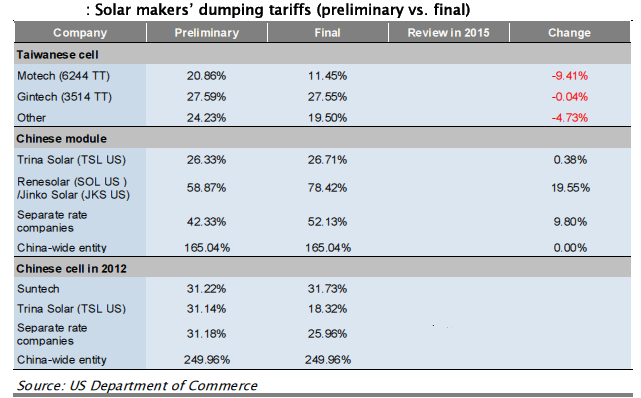 : Solar makers' dumping tariffs (preliminary vs. final)
Company Preliminary Final Review in 2015 Change
Taiwanese cell
Motech (6244 TT) 20.86% 11.45% -9.41%
Gintech (3514 TT) 27.59% 27.55% -0.04%
Other 24.23% 19.50% -4.73%
Chinese module
Trina Solar (TSL US) 26.33% 26.71% 0.38%
Renesolar (SOL US )
/Jinko Solar (JKS US) 58.87% 78.42% 19.55%
Separate rate
companies 42.33% 52.13% 9.80%
China-wide entity 165.04% 165.04% 0.00%
Chinese cell in 2012
Suntech 31.22% 31.73%
Trina Solar (TSL US) 31.14% 18.32%
Separate rate
companies 31.18% 25.96%
China-wide entity 249.96% 249.96%
Source: US Department of Commerce